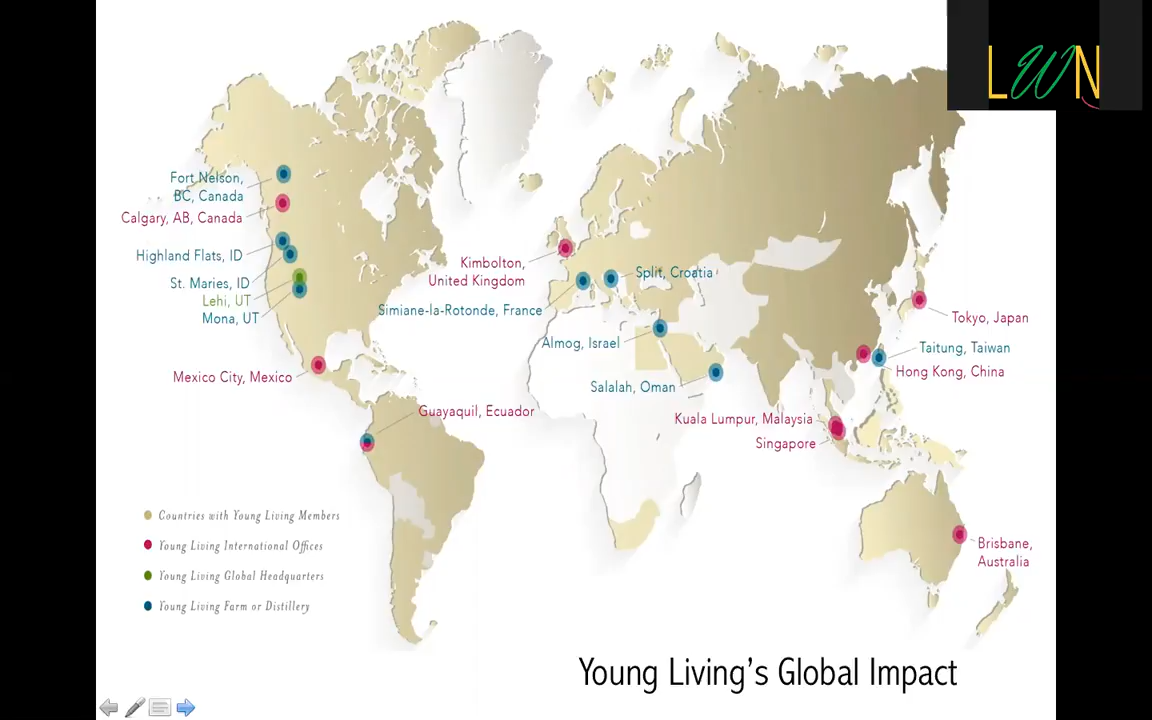 LWN
Fort Nelson,
BC, Canada
Calgary, AB, Canada
Highland Flats, ID
St. Maries, ID
Lehi, UT
Mona, UT
Mexico City, Mexico
Guayaquil, Ecuador
Kimbolton,
United Kingdom
Split, Croatia
Simiane-la-Rotonde, France
Almog, Israel
Salalah, Oman
Tokyo, Japan
Taitung, Taiwan
Hong Kong, China
Kuala Lumpur, Malaysia
Singapore
Brisbane,
Australia
Countries with Young Living Members
Young Living International Offices
Young Living Global Headquarters
Young Living Farm or Distillery
Young Living's Global Impact